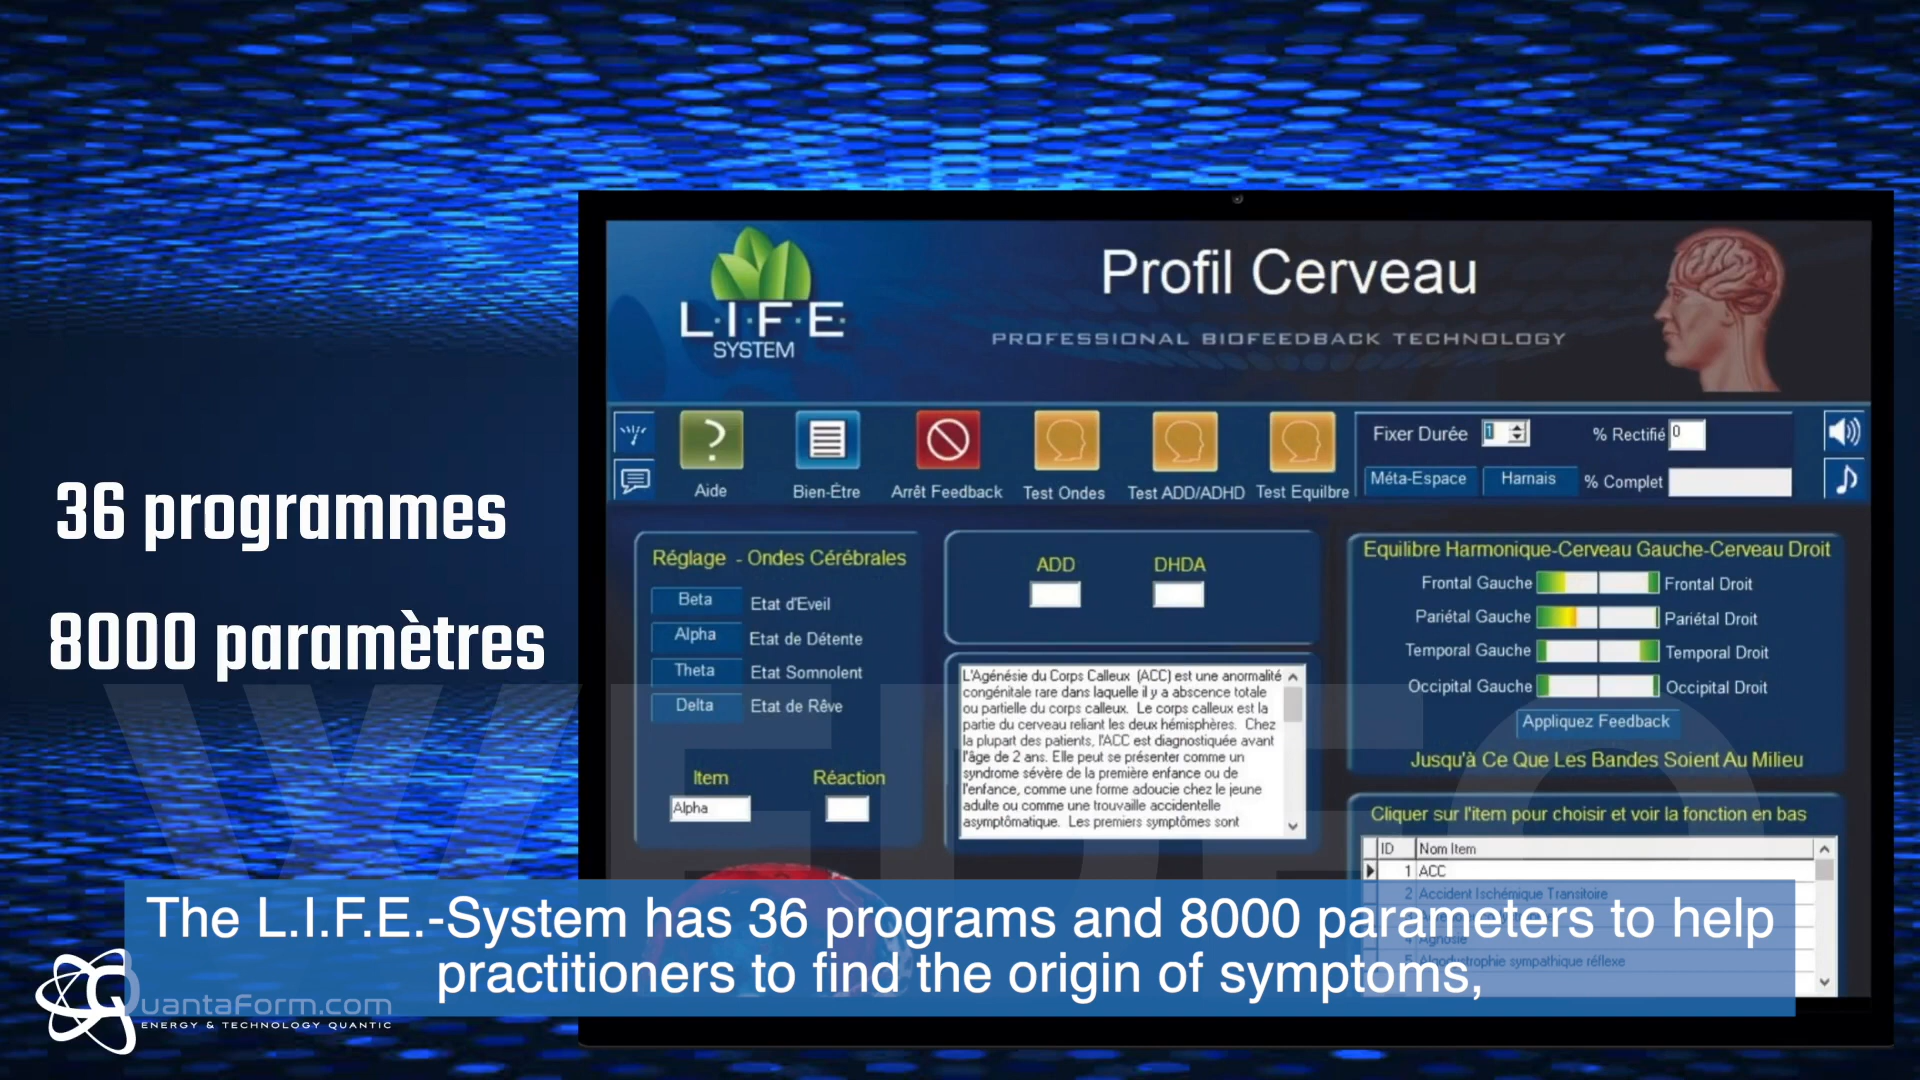 36 programmes
8000 paramètres
L·I·F·E·
SYSTEM
Profil Cerveau
PROFESSIONAL BIOFEEDBACK TECHNOLOGY
Aide
Bien-Être
Arrêt Feedback
Test Ondes
Test ADD/ADHD
Test Equilbre
Fixer Durée 1
% Rectifié 0
Méta-Espace
Harnais
% Complet
Réglage - Ondes Cérébrales
Beta Etat d'Eveil
Alpha Etat de Détente
Theta Etat Somnolent
Delta Etat de Rêve
Item Réaction
Alpha
ADD DHDA
L'Agénésie du Corps Calleux (ACC) est une anormalité
congénitale rare dans laquelle il y a abscence totale
ou partielle du corps calleux. Le corps calleux est la
partie du cerveau reliant les deux hémisphères. Chez
la plupart des patients, l'ACC est diagnostiquée avant
l'âge de 2 ans. Elle peut se présenter comme un
syndrome sévère de la première enfance ou de
l'enfance, comme une forme adoucie chez le jeune
adulte ou comme une trouvaille accidentelle
asymptômatique. Les premiers symptômes sont
Equilibre Harmonique-Cerveau Gauche-Cerveau Droit
Frontal Gauche Frontal Droit
Pariétal Gauche Pariétal Droit
Temporal Gauche Temporal Droit
Occipital Gauche Occipital Droit
Appliquez Feedback
Jusqu'à Ce Que Les Bandes Soient Au Milieu
Cliquer sur l'item pour choisir et voir la fonction en bas
ID Nom Item
1 ACC
2 Accident Ischémique Transitoire
4 Agnosie
5 Algodystrophie sympathique réflexe
The L.I.F.E.-System has 36 programs and 8000 parameters to help
practitioners to find the origin of symptoms,
QuantaForm.com
ENERGY & TECHNOLOGY QUANTIC